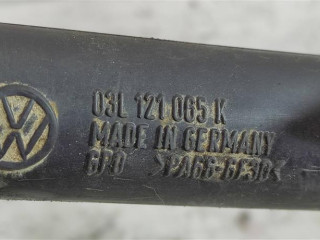 03L 121 065 K
MADE IN GERMANY
GPO >PA66-GF30<